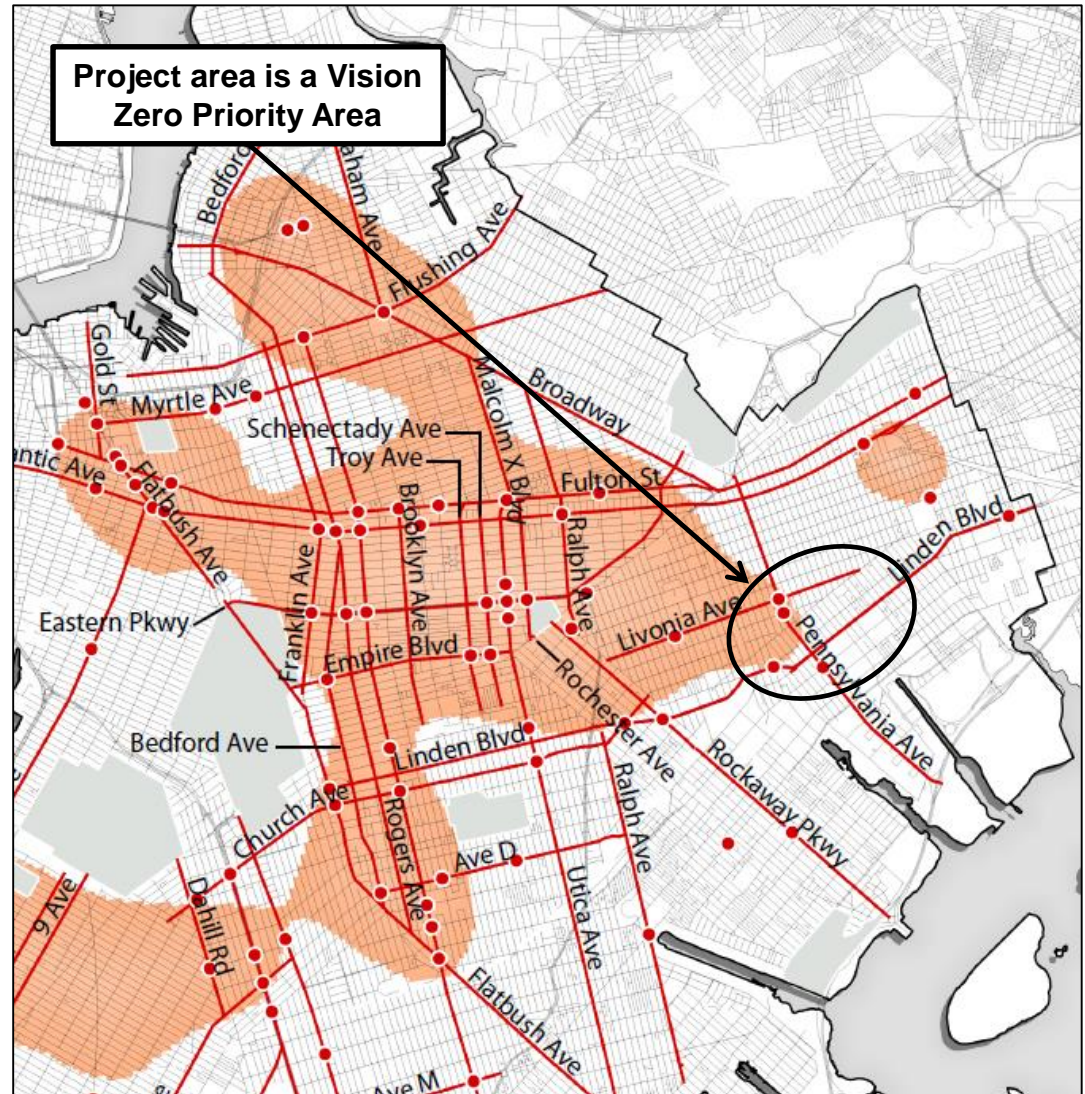 Project area is a Vision
Zero Priority Area
Bedford
aham Ave
Flushing Ave
Gold St
Myrtle Ave
Malcolm X Blvd
Broadway
Schenectady Ave
Troy Ave
antic Ave
Flatbush Ave
Fulton St
Brooklyn Ave
Ralph Ave
Linden Blvd
Franklin Ave
Eastern Pkwy
Livonia Ave
Empire Blvd
Pennsylvania Ave
Rochester Ave
Bedford Ave
Linden Blvd
Church Ave
Rockaway Pkwy
Rogers Ave
Ralph Ave
Ave D
Utica Ave
9 Ave
Dahill Rd
Flatbush Ave
Ave M